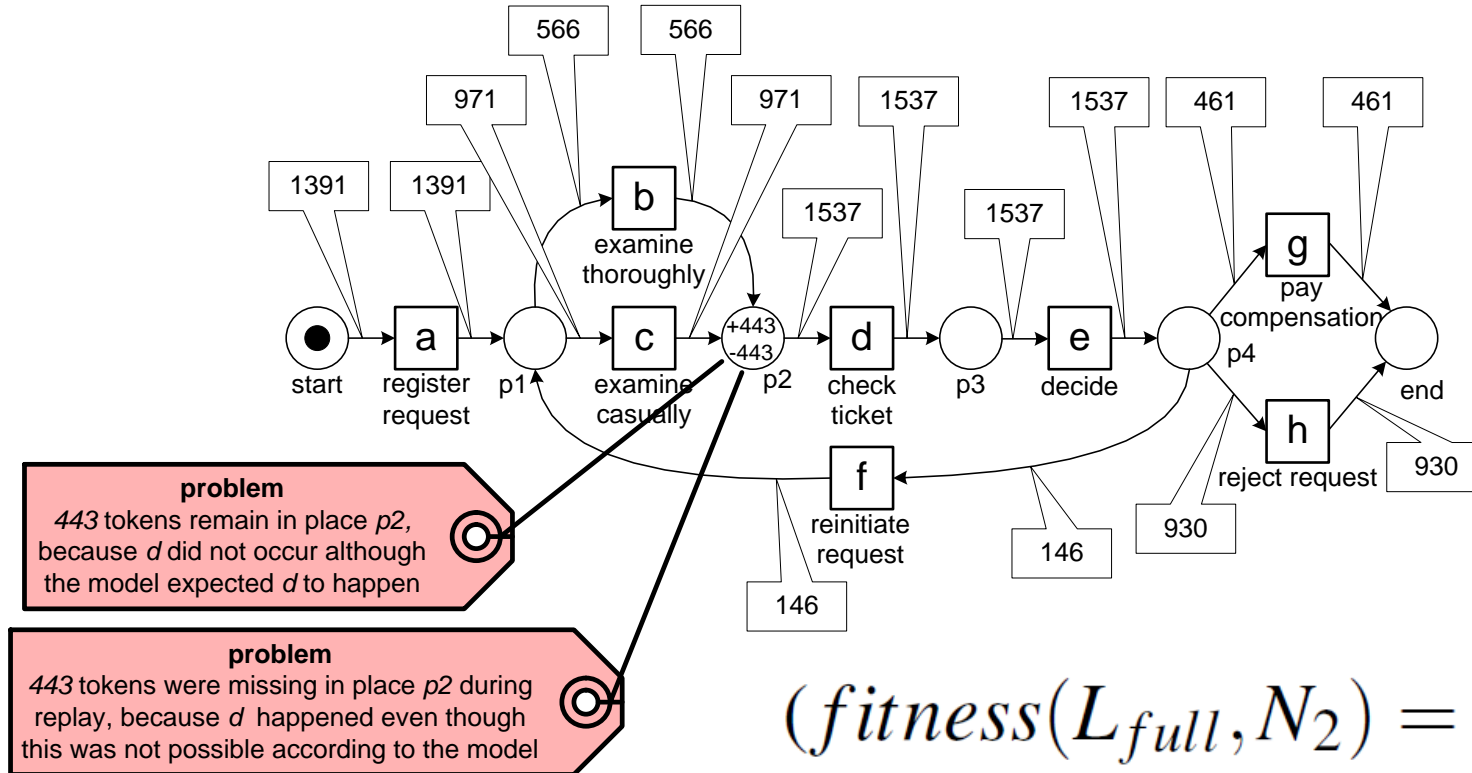 566
566
971
971
1537
1537
461
461
1391
1391
b
examine
thoroughly
1537
1537
g
pay
compensation
a
c
+443
-443
d
e
start
register
request
p1
examine
casually
p2
check
ticket
p3
decide
p4
end
h
reject request
930
930
f
reinitiate
request
146
146
problem
443 tokens remain in place p2,
because d did not occur although
the model expected d to happen
problem
443 tokens were missing in place p2 during
replay, because d happened even though
this was not possible according to the model
(fitness(L_full, N_2) =